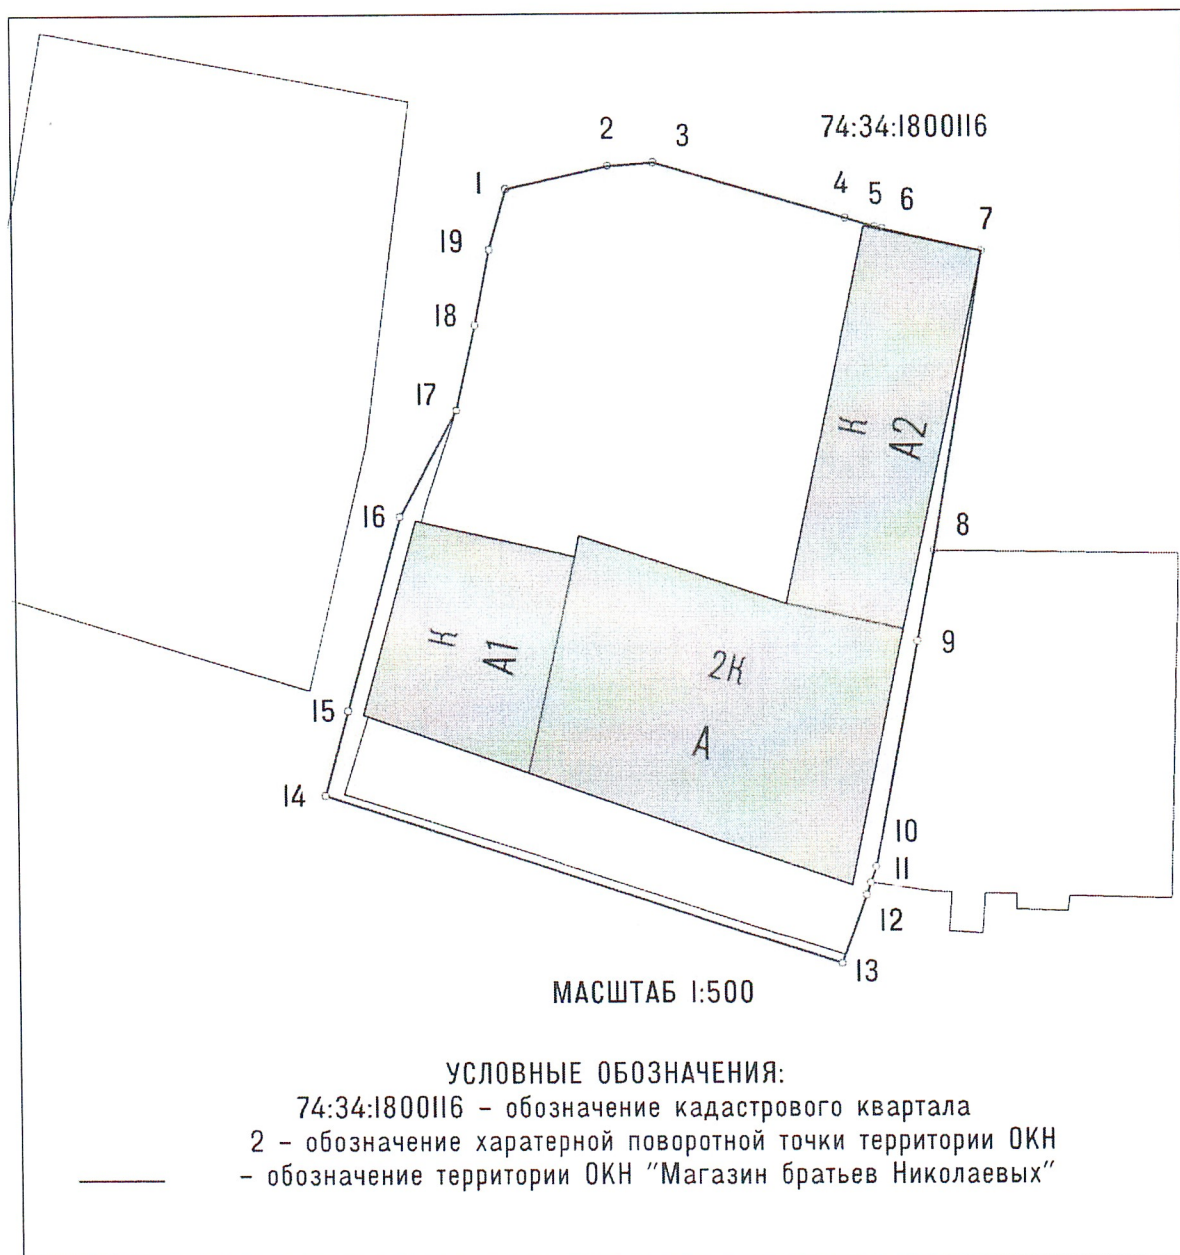 74:34:1800116
2
3
1
4
5
6
7
19
18
17
К
А2
16
8
9
К
А1
2К
А
15
14
10
11
12
13
МАСШТАБ 1:500
УСЛОВНЫЕ ОБОЗНАЧЕНИЯ:
74:34:1800116 - обозначение кадастрового квартала
2 - обозначение харатерной поворотной точки территории ОКН
- обозначение территории ОКН "Магазин братьев Николаевых"